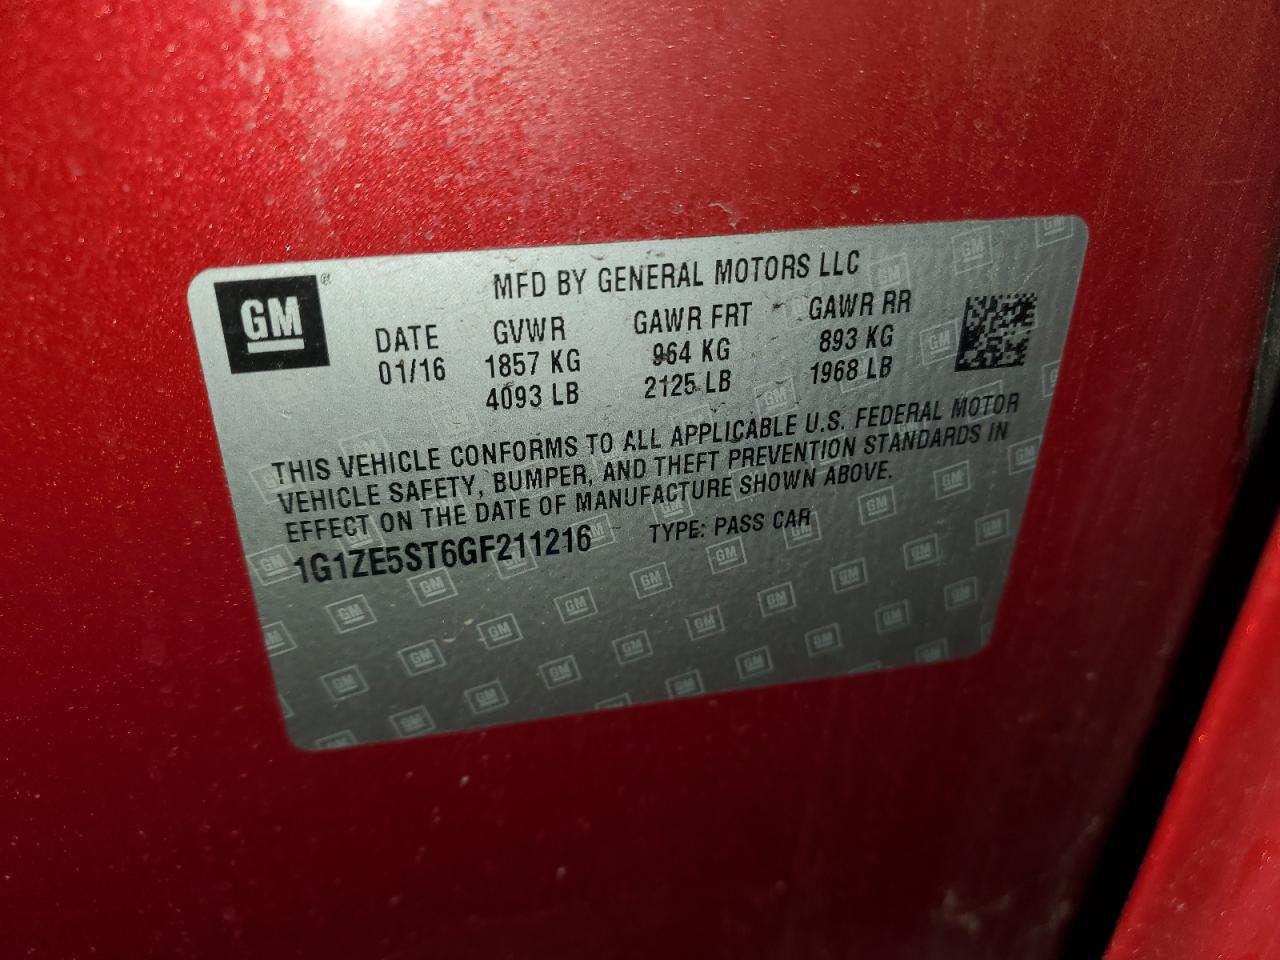 GM ®
MFD BY GENERAL MOTORS LLC
DATE GVWR GAWR FRT GAWR RR
01/16 1857 KG 964 KG 893 KG
4093 LB 2125 LB 1968 LB
THIS VEHICLE CONFORMS TO ALL APPLICABLE U.S. FEDERAL MOTOR
VEHICLE SAFETY, BUMPER, AND THEFT PREVENTION STANDARDS IN
EFFECT ON THE DATE OF MANUFACTURE SHOWN ABOVE.
1G1ZE5ST6GF211216 TYPE: PASS CAR